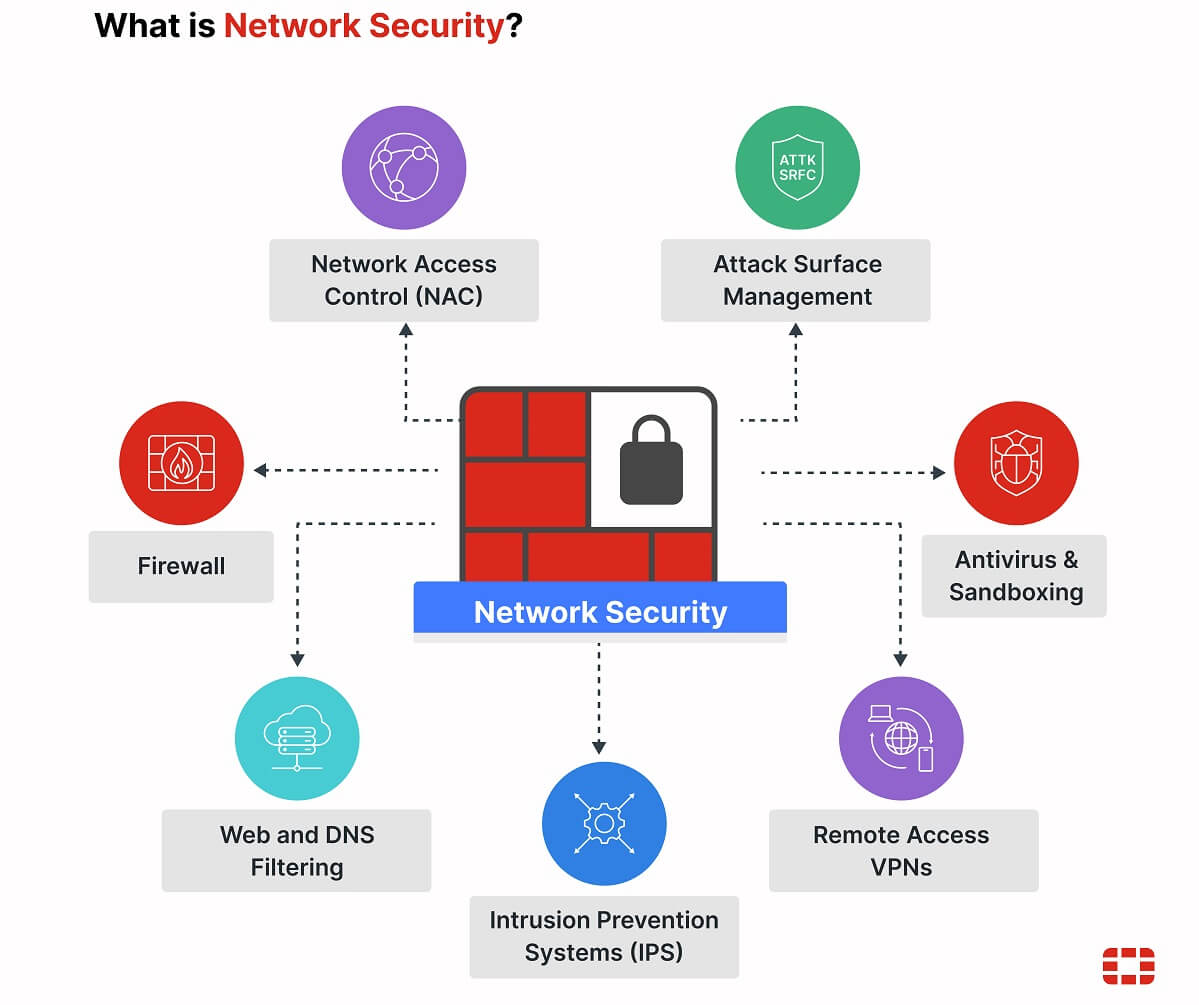 What is Network Security?
ATTK
SRFC
Network Access
Control (NAC)
Attack Surface
Management
Firewall
Antivirus &
Sandboxing
Network Security
Web and DNS
Filtering
Remote Access
VPNs
Intrusion Prevention
Systems (IPS)